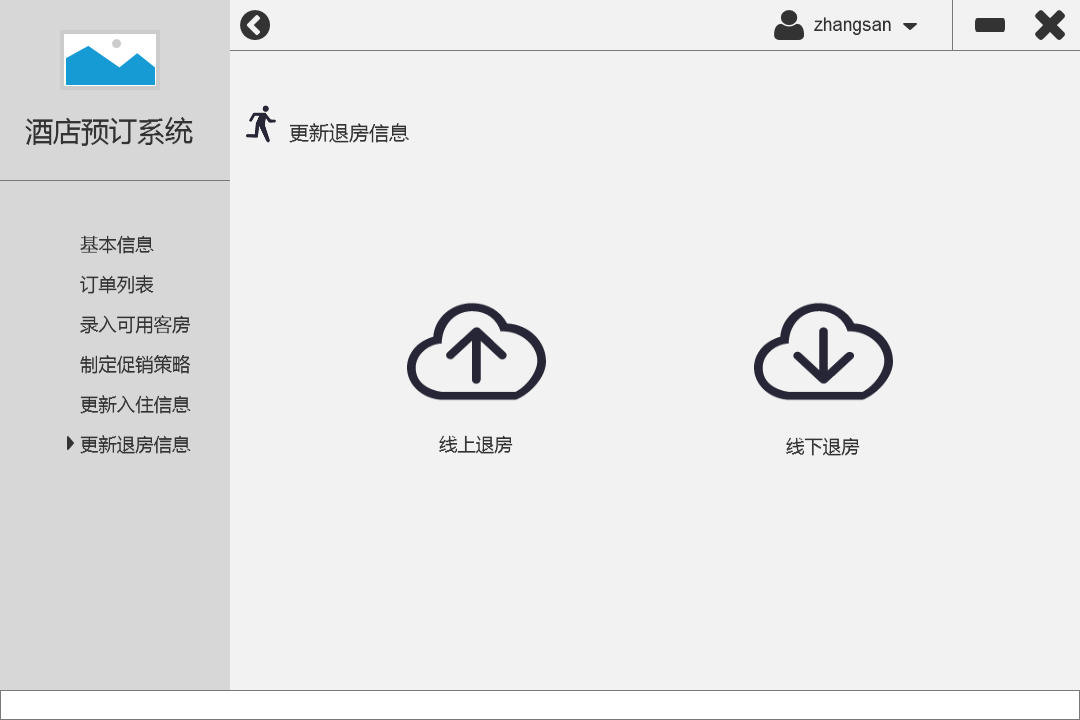 zhangsan
酒店预订系统
更新退房信息
基本信息
订单列表
录入可用客房
制定促销策略
更新入住信息
更新退房信息
线上退房
线下退房